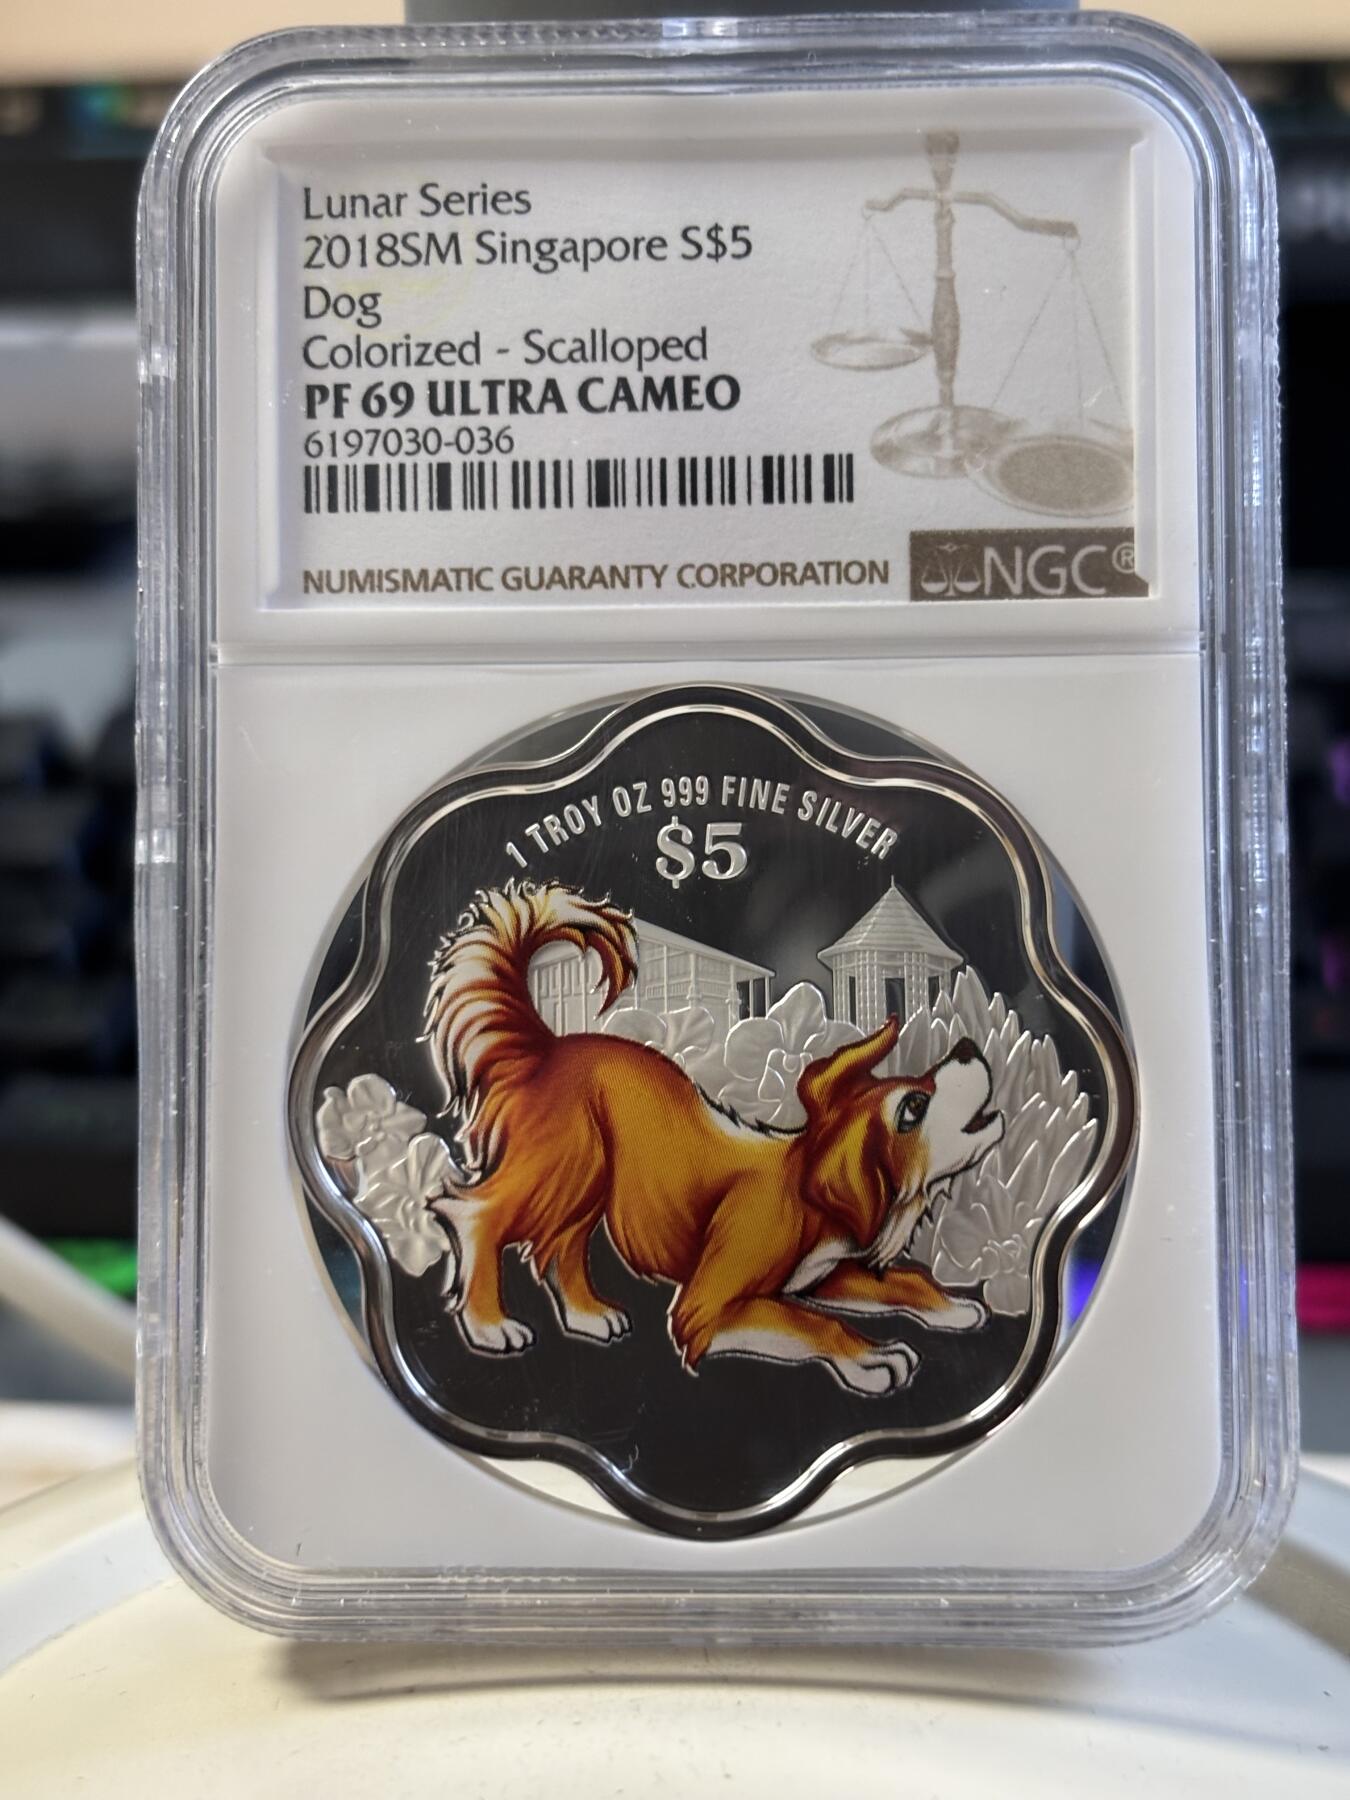 Lunar Series
2018SM Singapore S$5
Dog
Colorized - Scalloped
PF 69 ULTRA CAMEO
6197030-036
NUMISMATIC GUARANTY CORPORATION
NGC®
1 TROY OZ 999 FINE SILVER
$5